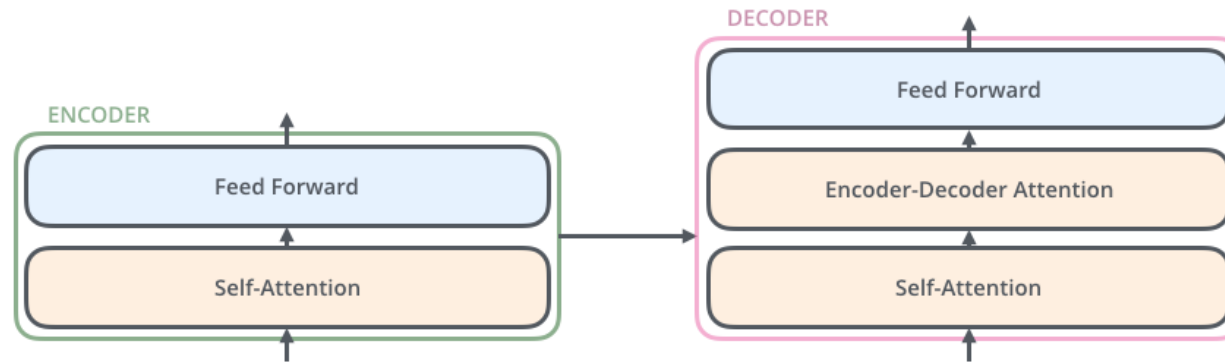 ENCODER
Feed Forward
Self-Attention
DECODER
Feed Forward
Encoder-Decoder Attention
Self-Attention